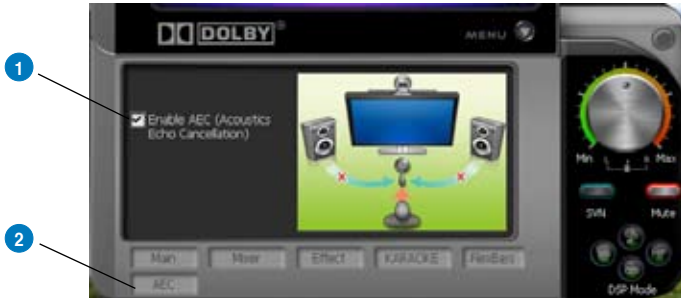 DOLBY®
MENU
1
Enable AEC (Acoustics
Echo Cancellation)
Min
L
R
Max
SVN
Mute
2
Main
Mixer
Effect
KARAOKE
FlexBass
AEC
DSP Mode